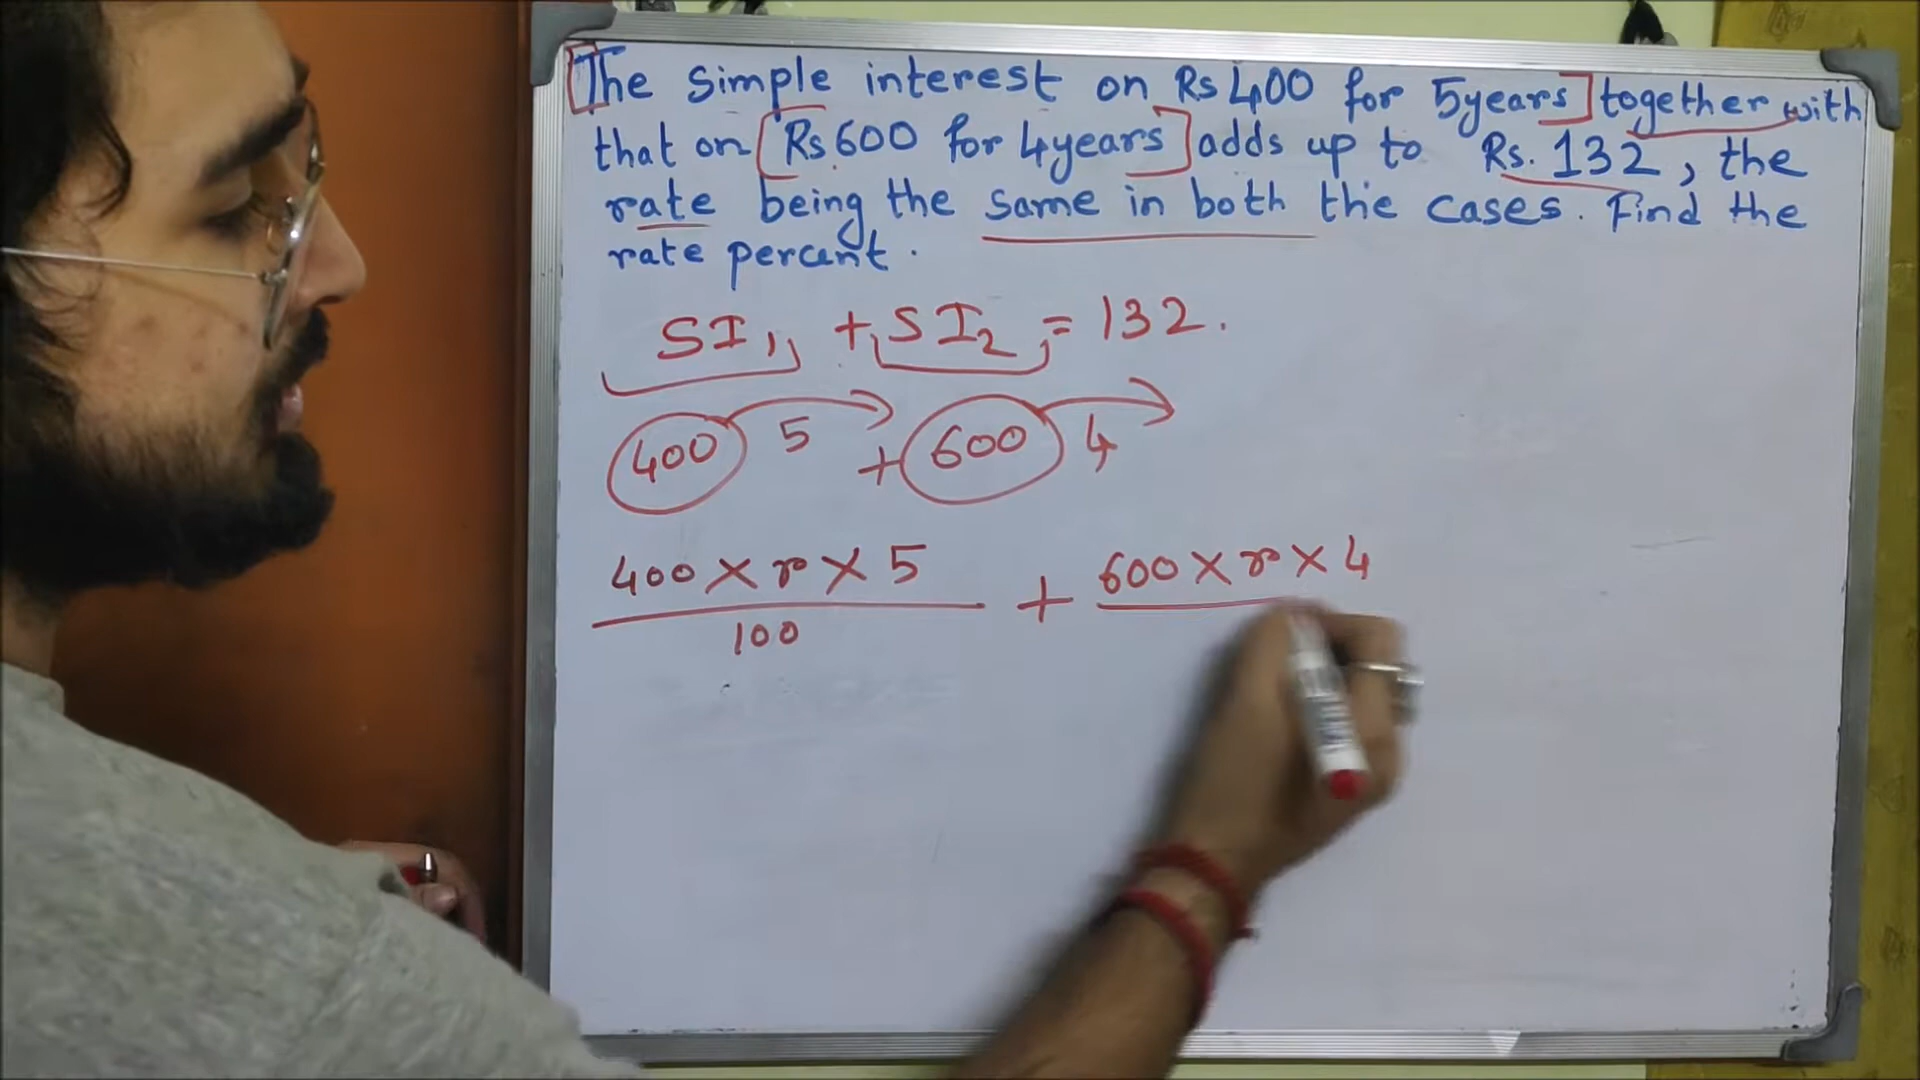 The simple interest on Rs 400 for 5years together with
that on Rs 600 for 4years adds up to Rs. 132, the
rate being the same in both the cases. Find the
rate percent.
SI1 + SI2 = 132.
400 5 + 600 4
400 × r × 5 + 600 × r × 4
100